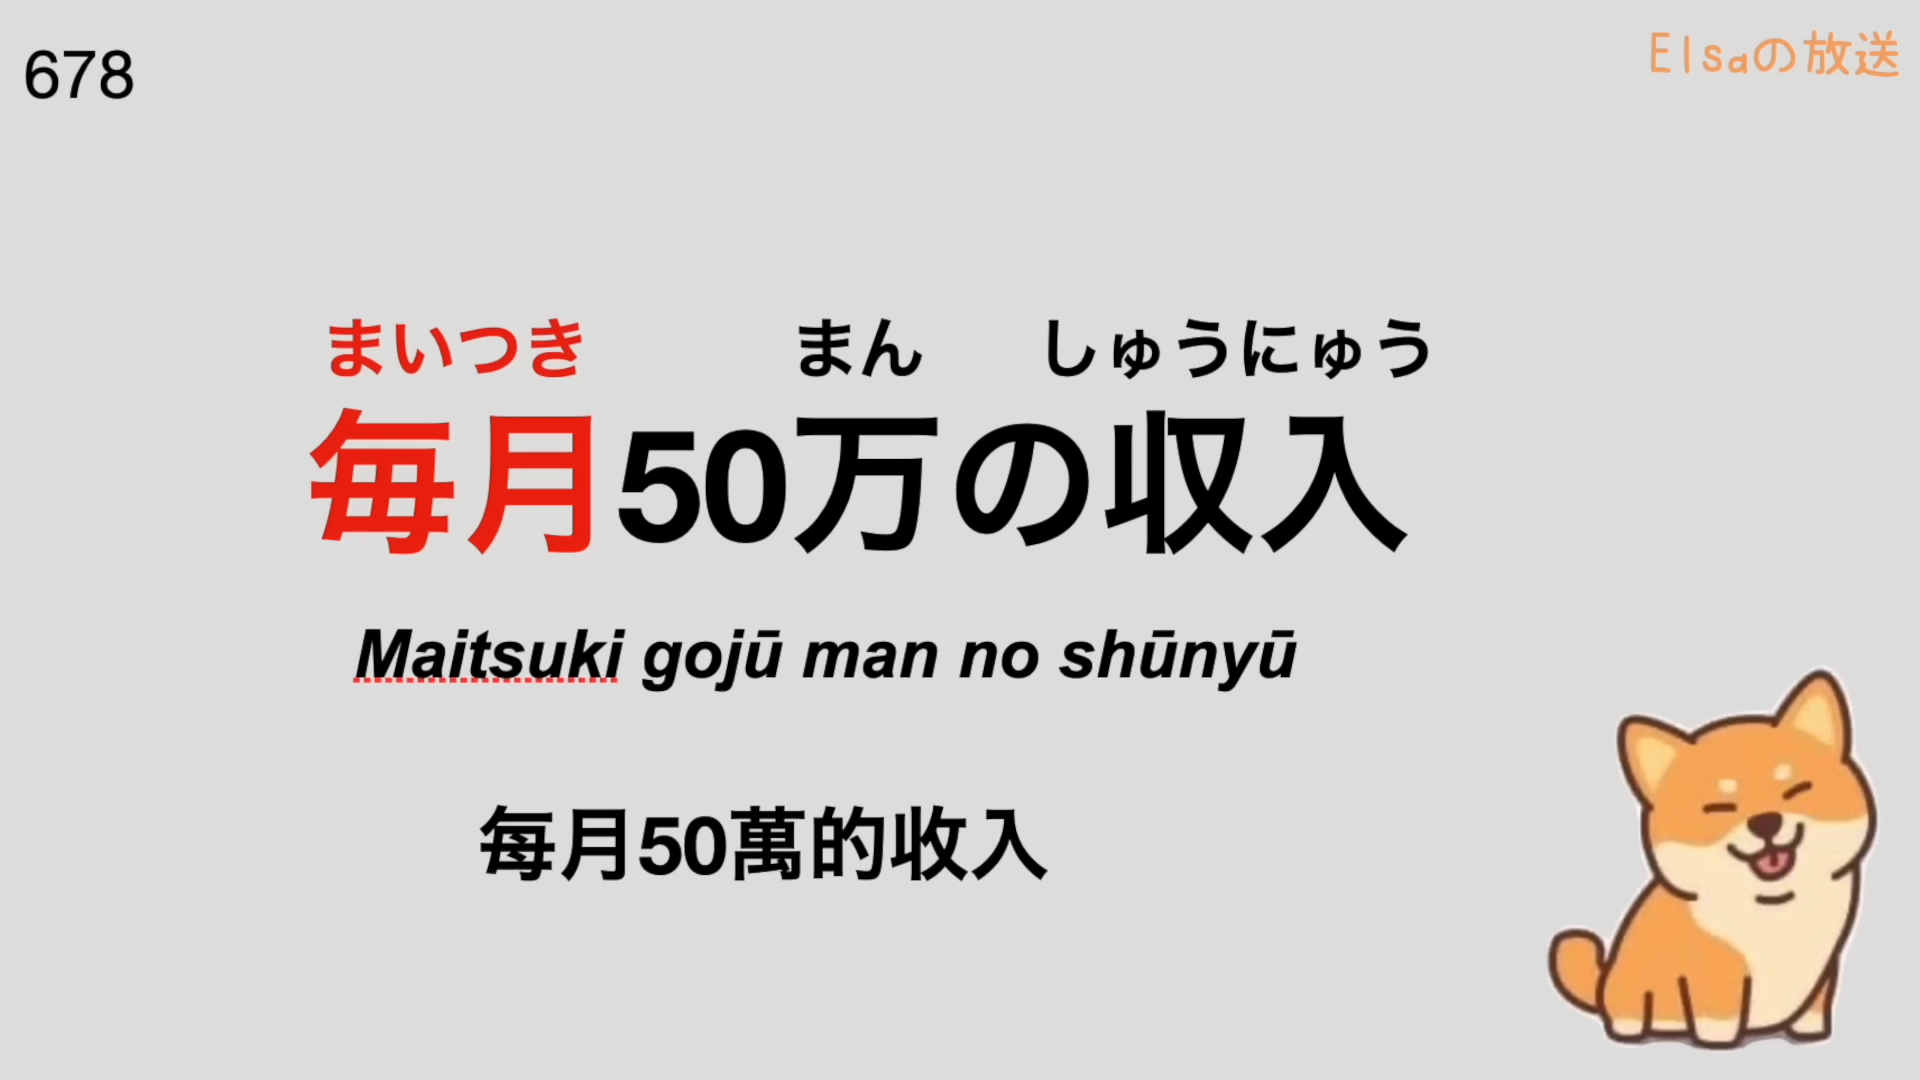 678
Elsaの放送
まいつき まん しゅうにゅう
毎月50万の収入
Maitsuki gojū man no shūnyū
每月50萬的收入